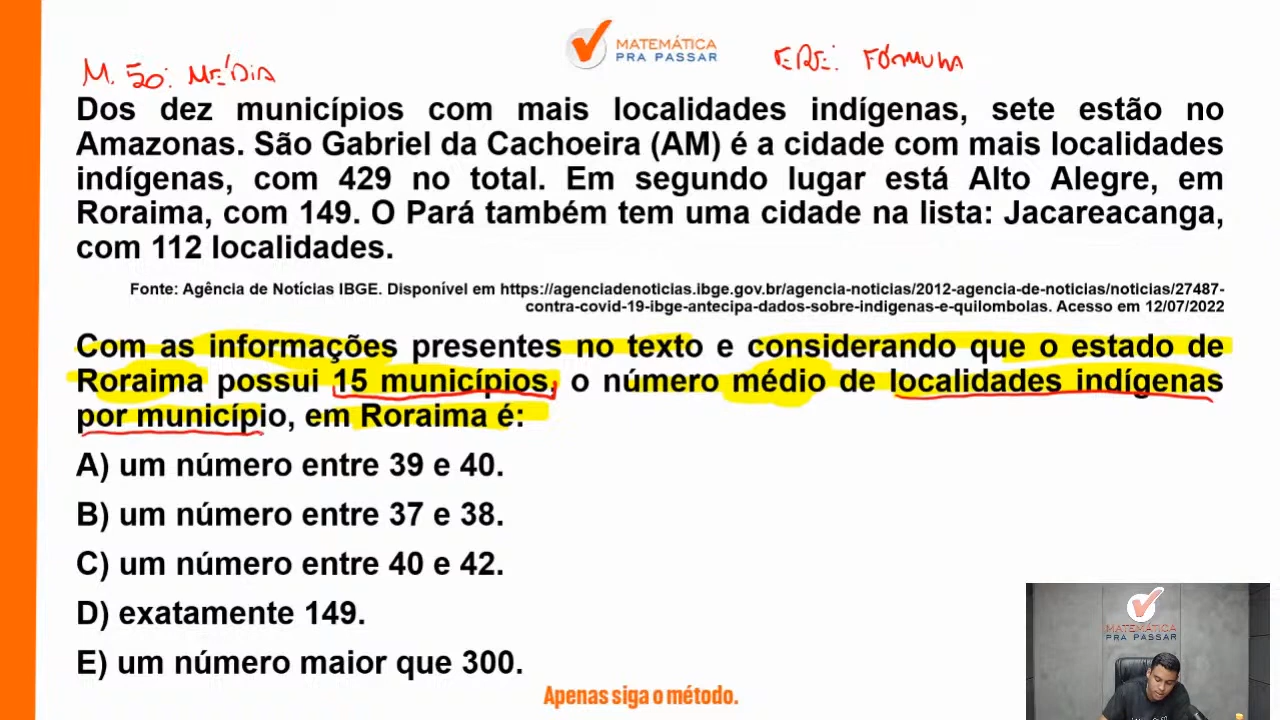 MATEMÁTICA
PRA PASSAR
M. 50: MÉDIA
ERE: FÓRMULA
Dos dez municípios com mais localidades indígenas, sete estão no
Amazonas. São Gabriel da Cachoeira (AM) é a cidade com mais localidades
indígenas, com 429 no total. Em segundo lugar está Alto Alegre, em
Roraima, com 149. O Pará também tem uma cidade na lista: Jacareacanga,
com 112 localidades.
Fonte: Agência de Notícias IBGE. Disponível em https://agenciadenoticias.ibge.gov.br/agencia-noticias/2012-agencia-de-noticias/noticias/27487-
contra-covid-19-ibge-antecipa-dados-sobre-indigenas-e-quilombolas. Acesso em 12/07/2022
Com as informações presentes no texto e considerando que o estado de
Roraima possui 15 municípios, o número médio de localidades indígenas
por município, em Roraima é:
A) um número entre 39 e 40.
B) um número entre 37 e 38.
C) um número entre 40 e 42.
D) exatamente 149.
E) um número maior que 300.
MATEMÁTICA
PRA PASSAR
Apenas siga o método.